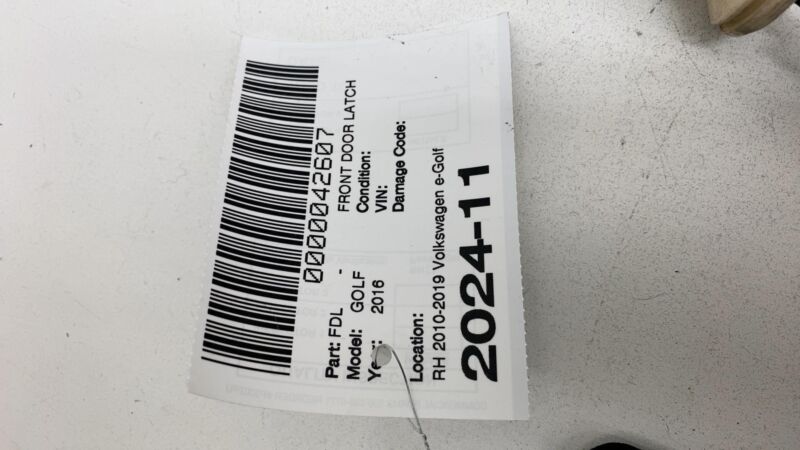 0000042607
Part: FDL - FRONT DOOR LATCH
Model: GOLF Condition:
Year: 2016 VIN:
Damage Code:
Location:
RH 2010-2019 Volkswagen e-Golf
2024-11